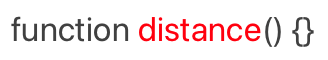 function distance() {}